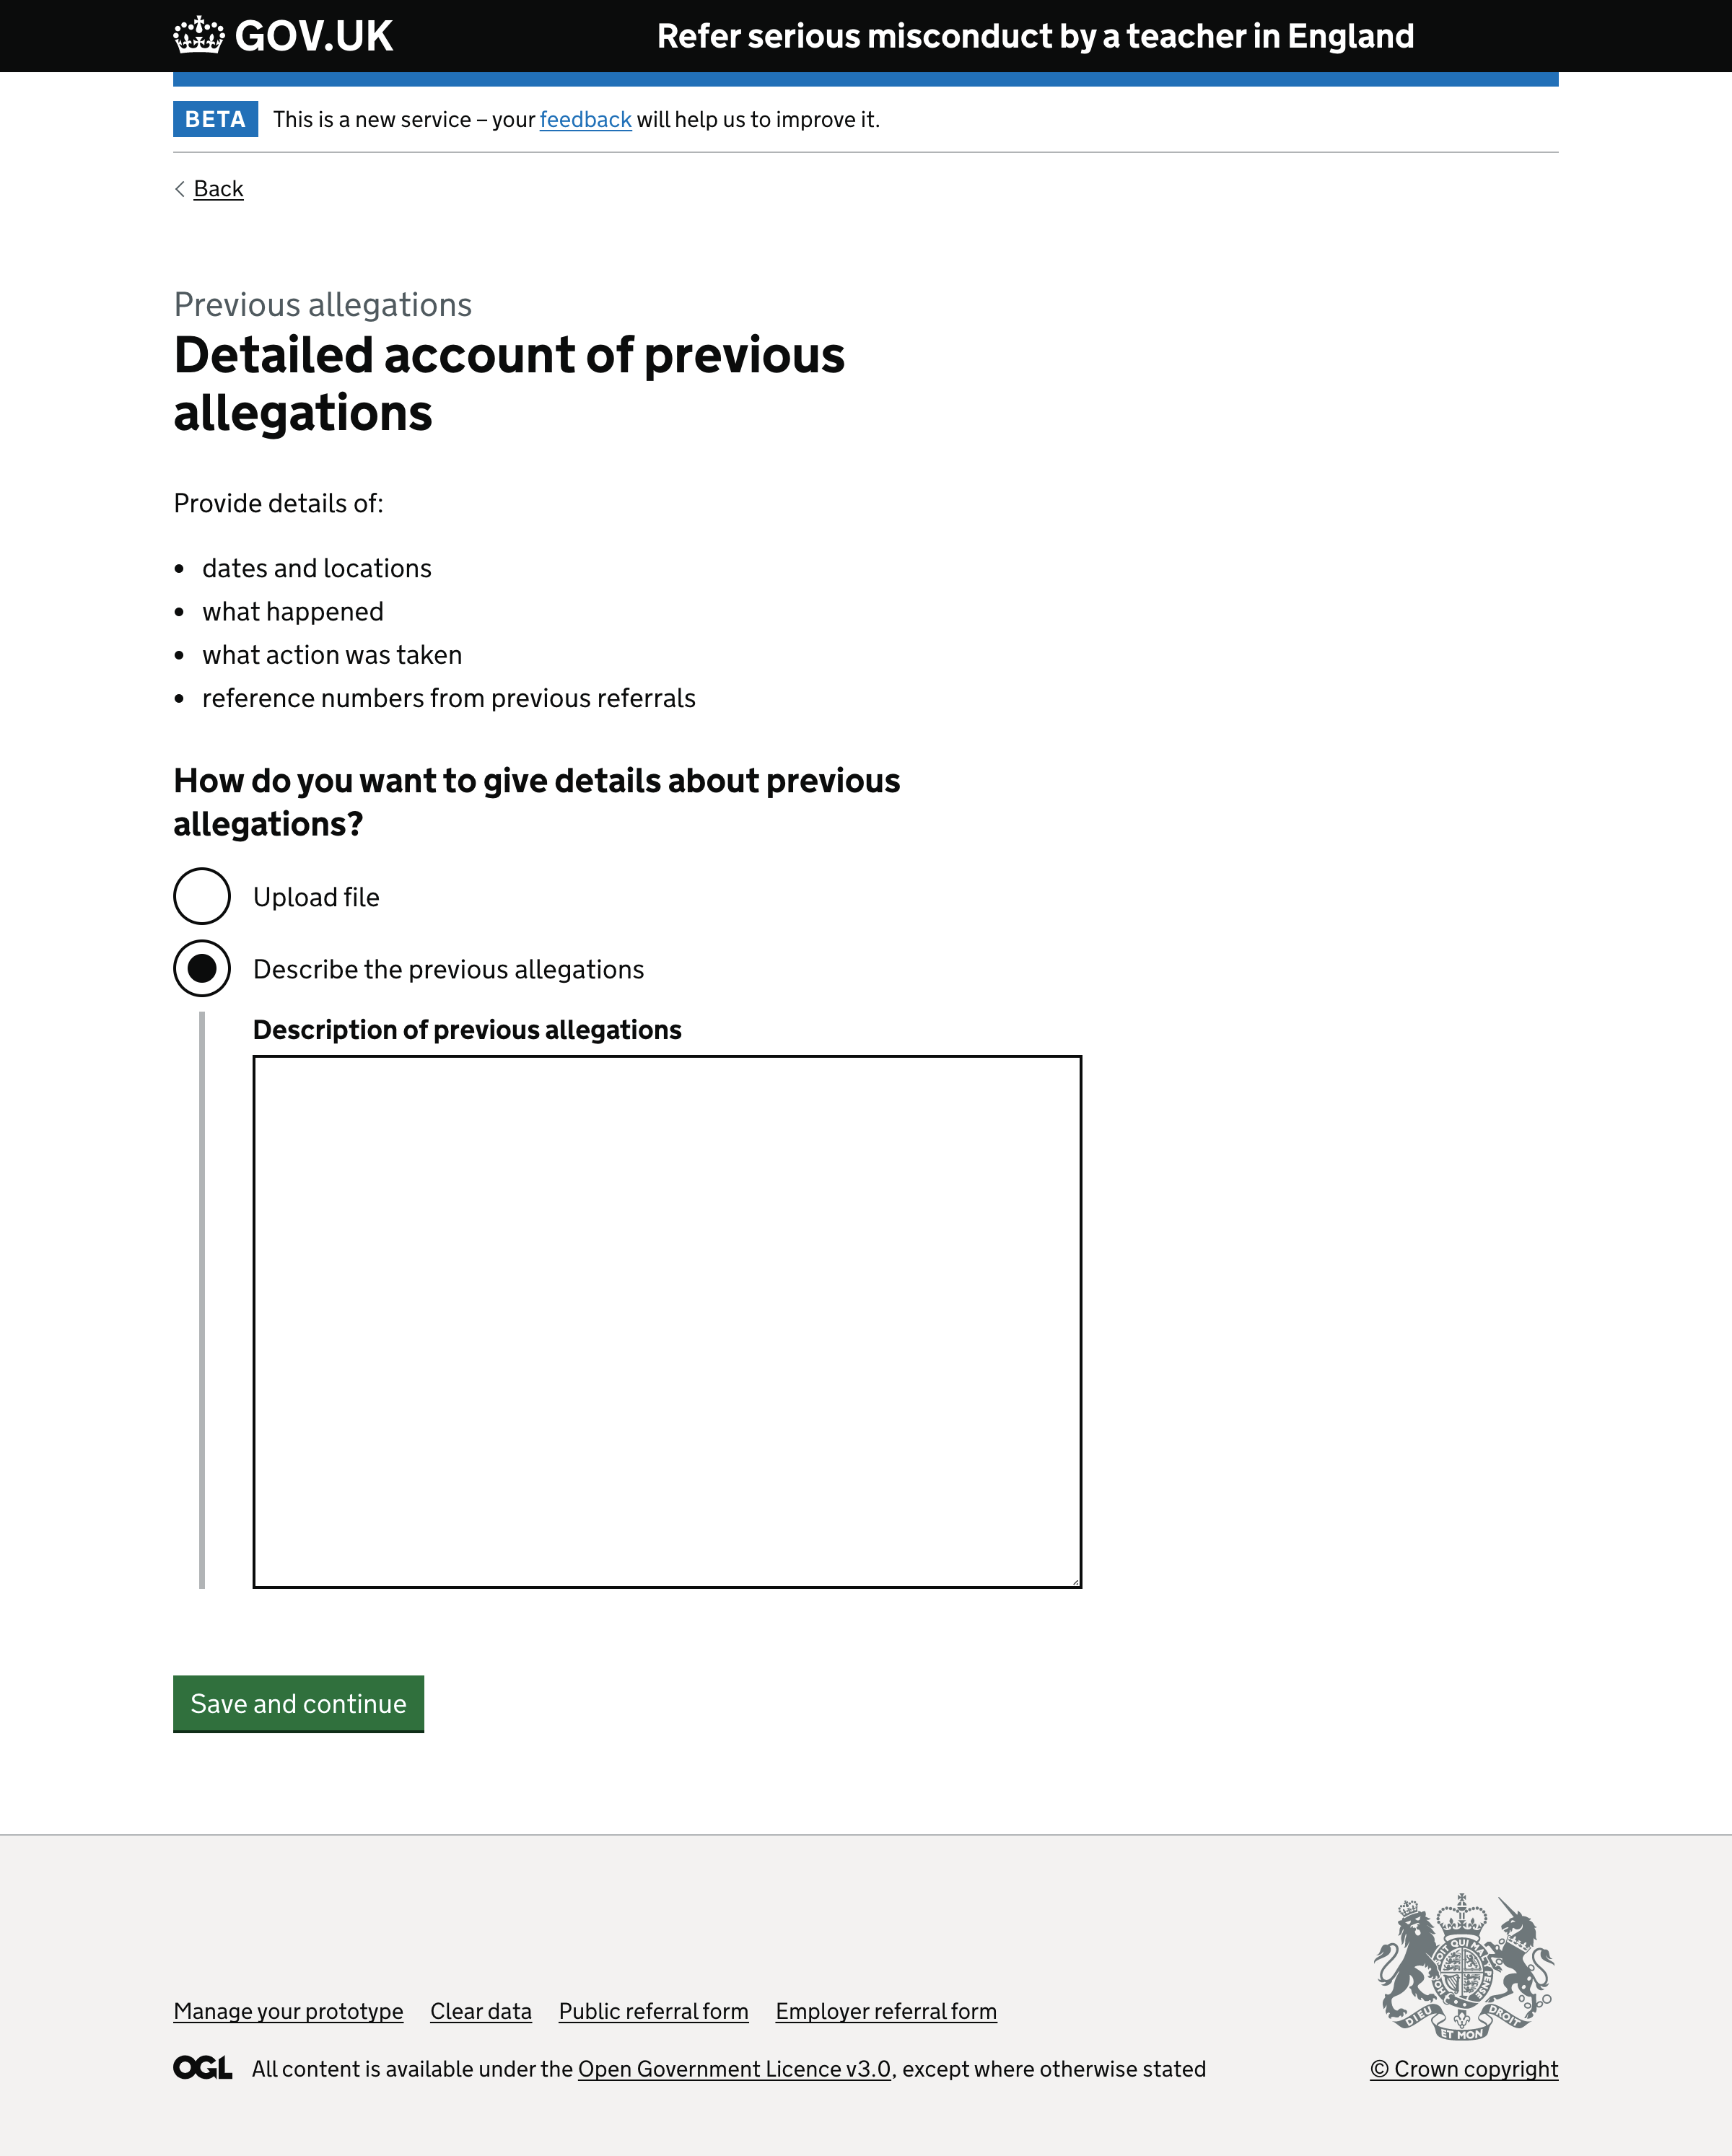 GOV.UK
Refer serious misconduct by a teacher in England
BETA
This is a new service – your feedback will help us to improve it.
Back
Previous allegations
Detailed account of previous
allegations
Provide details of:
• dates and locations
• what happened
• what action was taken
• reference numbers from previous referrals
How do you want to give details about previous
allegations?
Upload file
Describe the previous allegations
Description of previous allegations
Save and continue
DIEU ET MON DROIT
Manage your prototype
Clear data
Public referral form
Employer referral form
OGL
All content is available under the Open Government Licence v3.0, except where otherwise stated
© Crown copyright